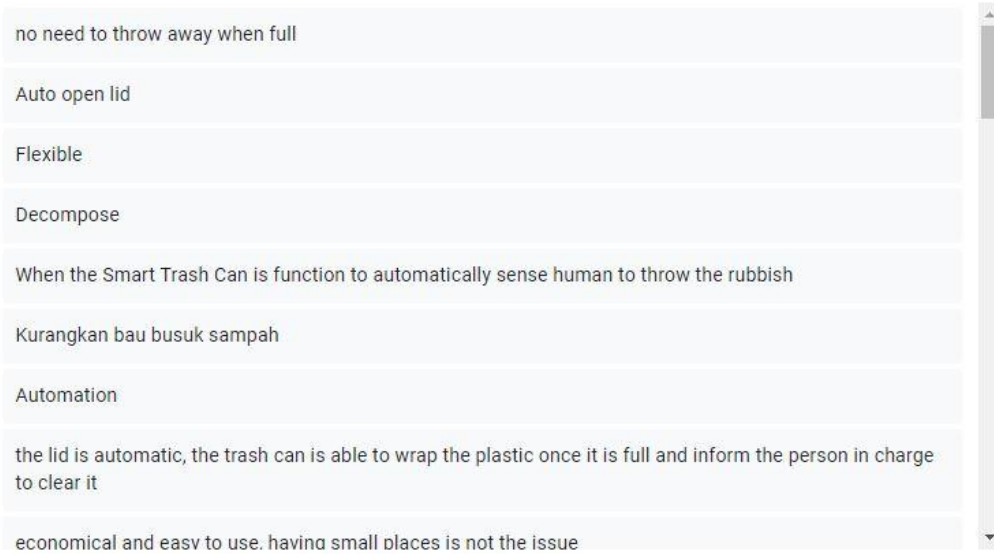 no need to throw away when full
Auto open lid
Flexible
Decompose
When the Smart Trash Can is function to automatically sense human to throw the rubbish
Kurangkan bau busuk sampah
Automation
the lid is automatic, the trash can is able to wrap the plastic once it is full and inform the person in charge
to clear it
economical and easy to use, having small places is not the issue